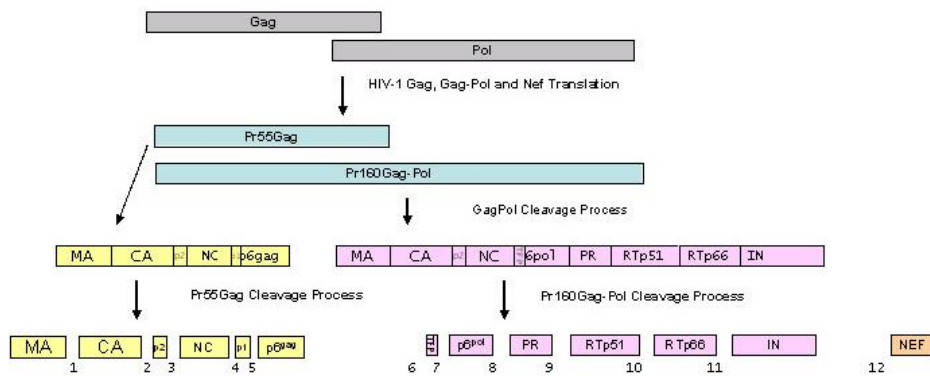 Gag
Pol
HIV-1 Gag, Gag-Pol and Nef Translation
Pr55Gag
Pr160Gag-Pol
GagPol Cleavage Process
MA CA p2 NC p6gag MA CA p2 NC 6pol PR RTp51 RTp66 IN
Pr55Gag Cleavage Process Pr160Gag-Pol Cleavage Process
MA CA p2 NC p1 p6gag p6pol PR RTp51 RTp66 IN NEF
1 2 3 4 5 6 7 8 9 10 11 12